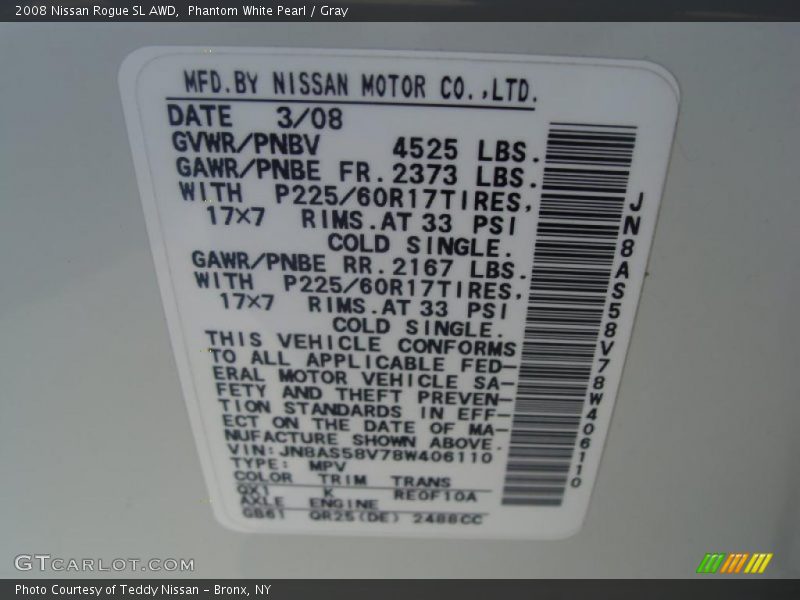 2008 Nissan Rogue SL AWD,  Phantom White Pearl / Gray
MFD.BY NISSAN MOTOR CO.,LTD.
DATE 3/08
GVWR/PNBV 4525 LBS.
GAWR/PNBE FR.2373 LBS.
WITH P225/60R17TIRES,
17×7 RIMS.AT 33 PSI
COLD SINGLE.
GAWR/PNBE RR.2167 LBS.
WITH P225/60R17TIRES,
17×7 RIMS.AT 33 PSI
COLD SINGLE.
THIS VEHICLE CONFORMS
TO ALL APPLICABLE FED-
ERAL MOTOR VEHICLE SA-
FETY AND THEFT PREVEN-
TION STANDARDS IN EFF-
ECT ON THE DATE OF MA-
NUFACTURE SHOWN ABOVE.
VIN:JN8AS58V78W406110
TYPE: MPV
COLOR TRIM TRANS
QX1 K RE0F10A
AXLE ENGINE
GB61 QR25(DE) 2488CC
JN8AS58V78W406110
GTCARLOT.COM
Photo Courtesy of Teddy Nissan - Bronx, NY